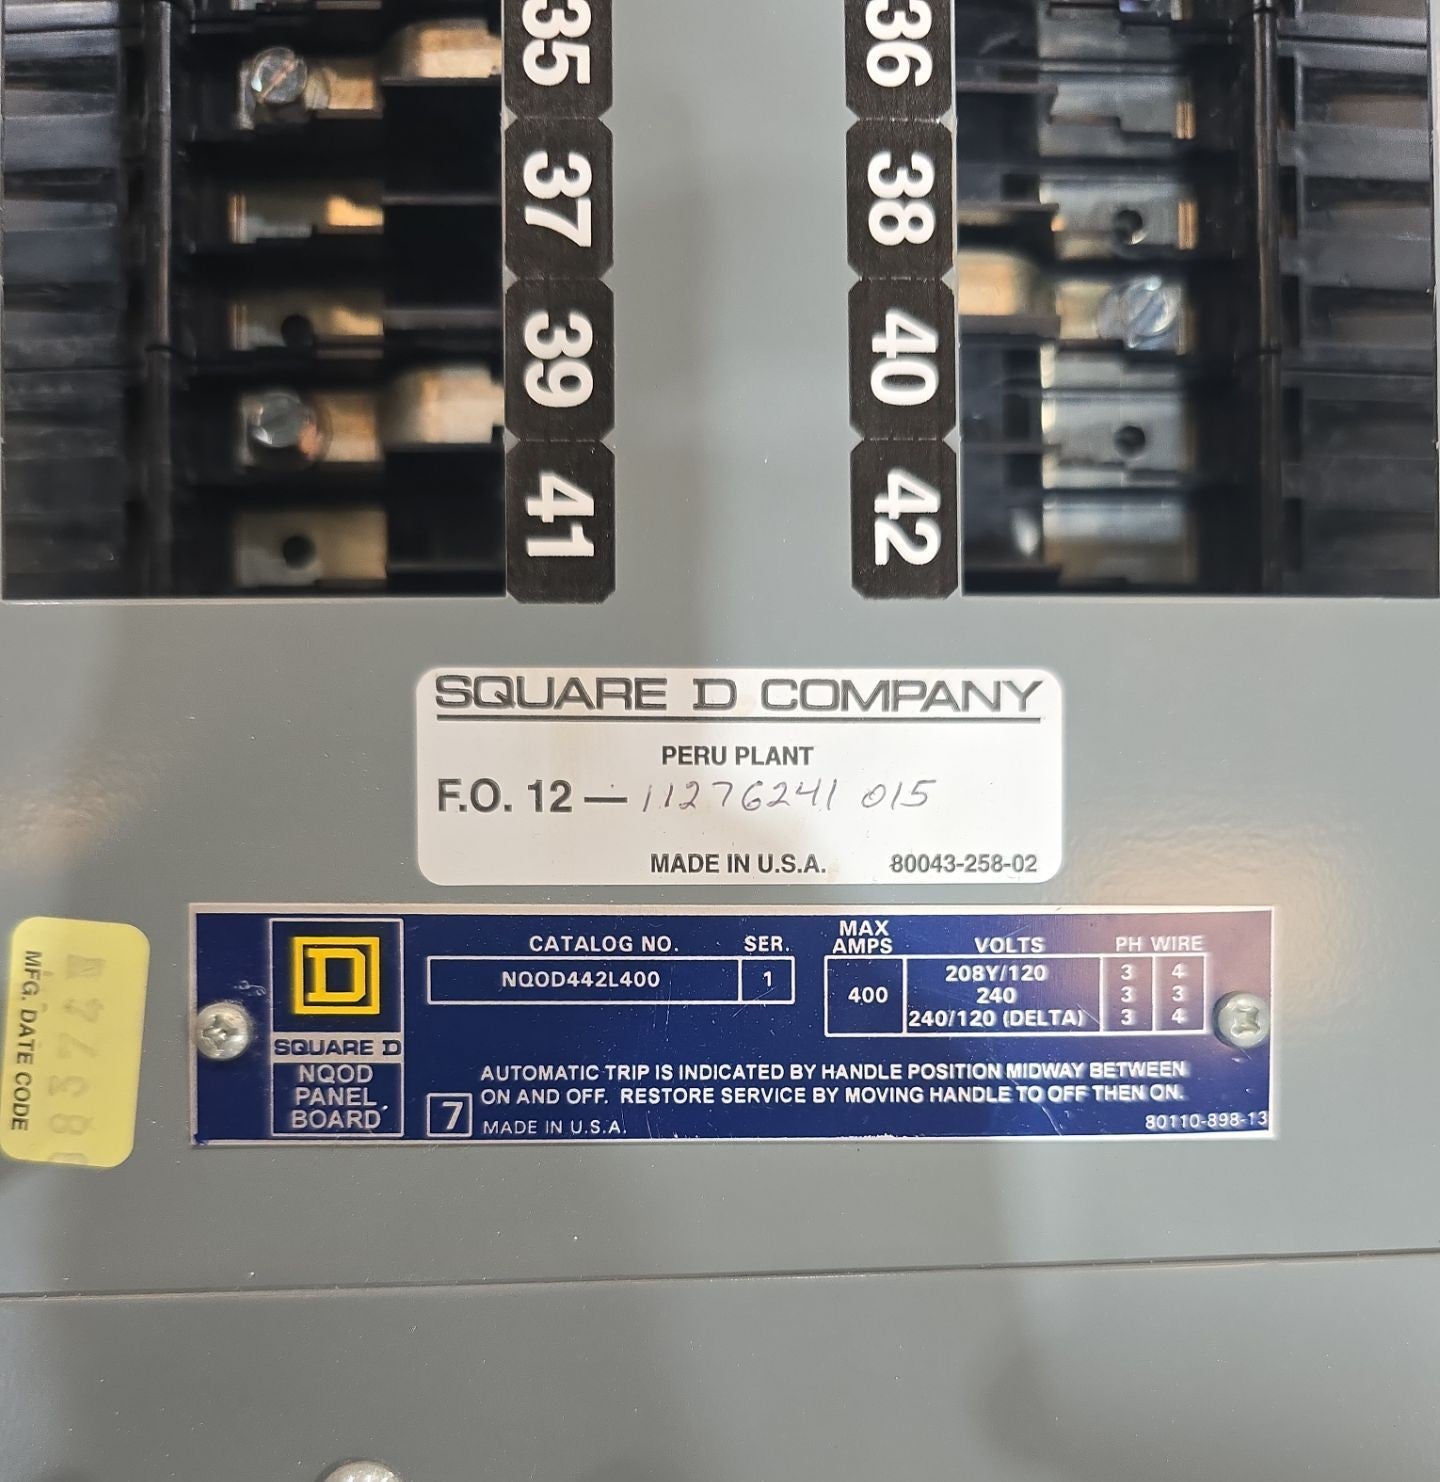 35
37
39
41
36
38
40
42
SQUARE D COMPANY
PERU PLANT
F.O. 12 — 11276241 015
MADE IN U.S.A. 80043-258-02
MFG. DATE CODE
D
SQUARE D
NQOD
PANEL
BOARD
CATALOG NO. SER.
NQOD442L400 1
MAX
AMPS VOLTS PH WIRE
400
208Y/120 3 4
240 3 3
240/120 (DELTA) 3 4
AUTOMATIC TRIP IS INDICATED BY HANDLE POSITION MIDWAY BETWEEN
ON AND OFF. RESTORE SERVICE BY MOVING HANDLE TO OFF THEN ON.
7 MADE IN U.S.A. 80110-898-13